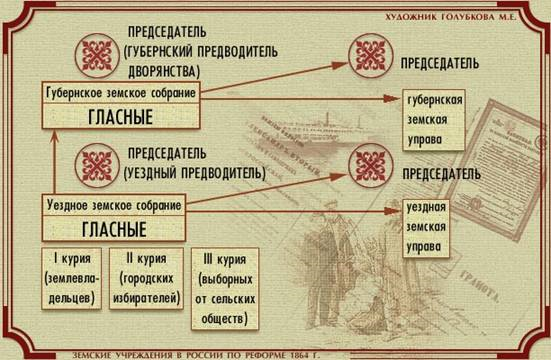 ХУДОЖНИК ГОЛУБКОВА М.Е.
ПРЕДСЕДАТЕЛЬ
(ГУБЕРНСКИЙ ПРЕДВОДИТЕЛЬ
ДВОРЯНСТВА)
ПРЕДСЕДАТЕЛЬ
Губернское земское собрание
ГЛАСНЫЕ
губернская
земская
управа
ПРЕДСЕДАТЕЛЬ
(УЕЗДНЫЙ ПРЕДВОДИТЕЛЬ)
ПРЕДСЕДАТЕЛЬ
Уездное земское собрание
ГЛАСНЫЕ
уездная
земская
управа
I курия
(землевла-
дельцев)
II курия
(городских
избирателей)
III курия
(выборных
от сельских
обществ)
ГРАМОТА.
ЗЕМСКИЕ УЧРЕЖДЕНИЯ В РОССИИ ПО РЕФОРМЕ 1864 Г.